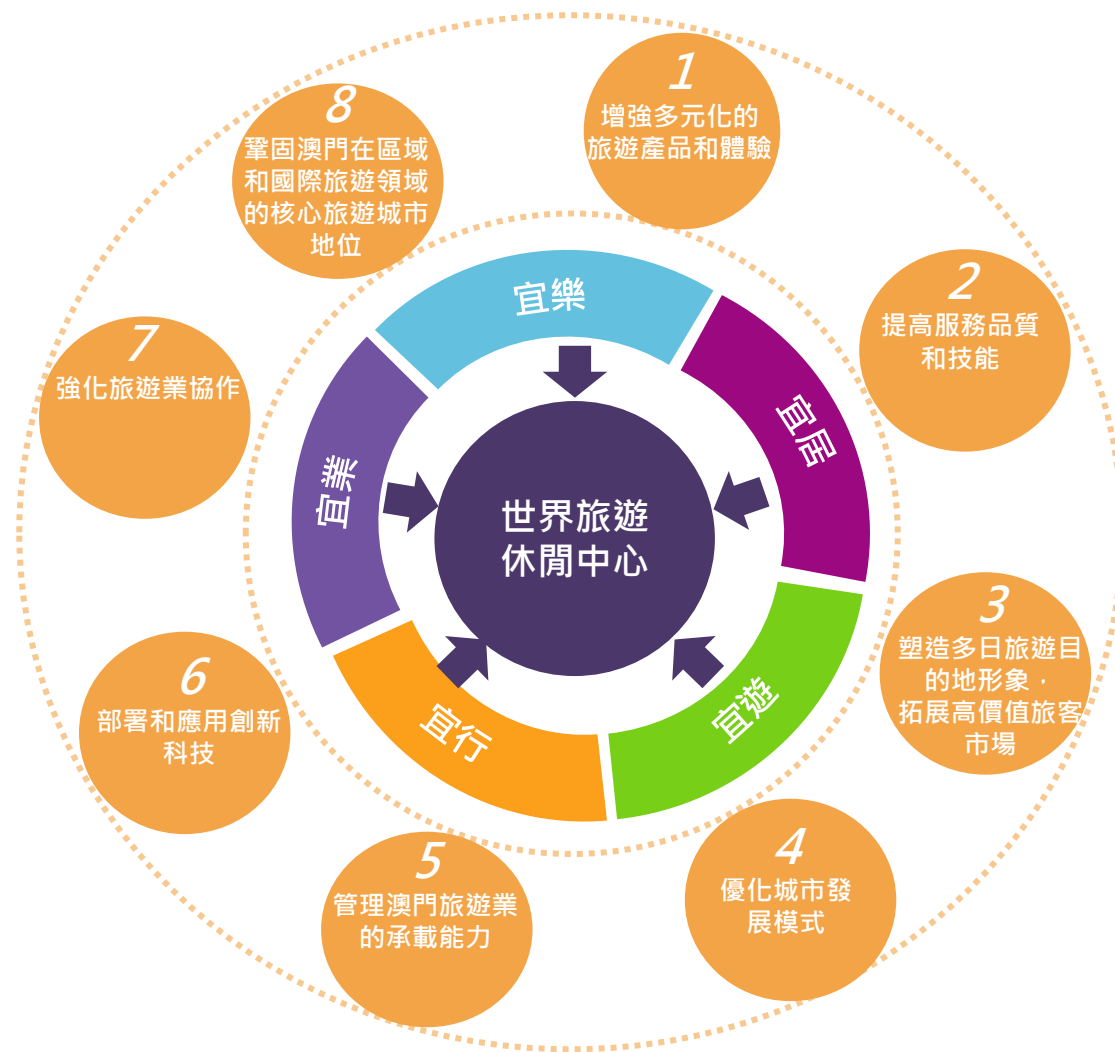 1
增強多元化的
旅遊產品和體驗
2
提高服務品質
和技能
3
塑造多日旅遊目
的地形象，
拓展高價值旅客
市場
4
優化城市發
展模式
5
管理澳門旅遊業
的承載能力
6
部署和應用創新
科技
7
強化旅遊業協作
8
鞏固澳門在區域
和國際旅遊領域
的核心旅遊城市
地位
宜樂
宜居
宜遊
宜行
宜業
世界旅遊
休閒中心